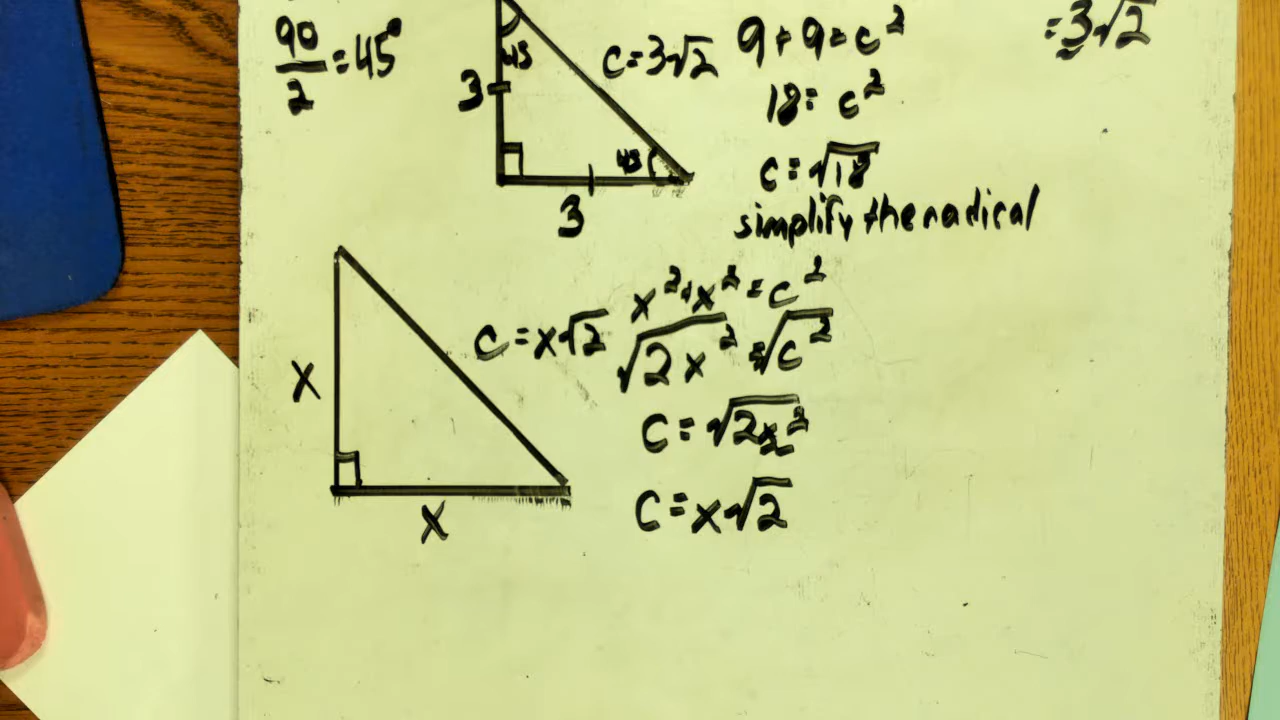 90/2 = 45°
45
3
c = 3√2
45
3
9 + 9 = c²
18 = c²
c = √18
simplify the radical
= 3√2
x
c = x√2
x
x² + x² = c²
√2x² = √c²
c = √2x²
c = x√2